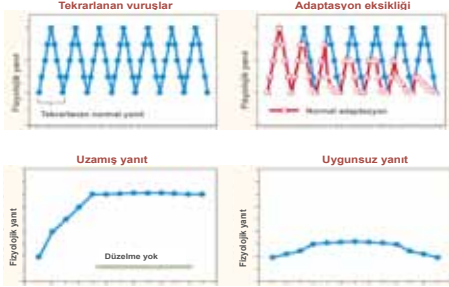 Tekrarlanan vuruşlar
Fizyolojik yanıt
Tekrarlanan normal yanıt
Adaptasyon eksikliği
Fizyolojik yanıt
Normal adaptasyon
Uzamış yanıt
Fizyolojik yanıt
Düzelme yok
Uygunsuz yanıt
Fizyolojik yanıt